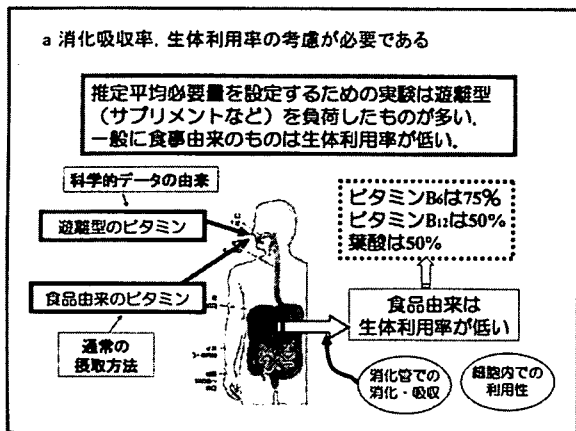 a 消化吸収率，生体利用率の考慮が必要である
推定平均必要量を設定するための実験は遊離型
（サプリメントなど）を負荷したものが多い．
一般に食事由来のものは生体利用率が低い．
科学的データの由来
遊離型のビタミン
食品由来のビタミン
通常の
摂取方法
ビタミンB6は75%
ビタミンB12は50%
葉酸は50%
食品由来は
生体利用率が低い
消化管での
消化・吸収
細胞内での
利用性